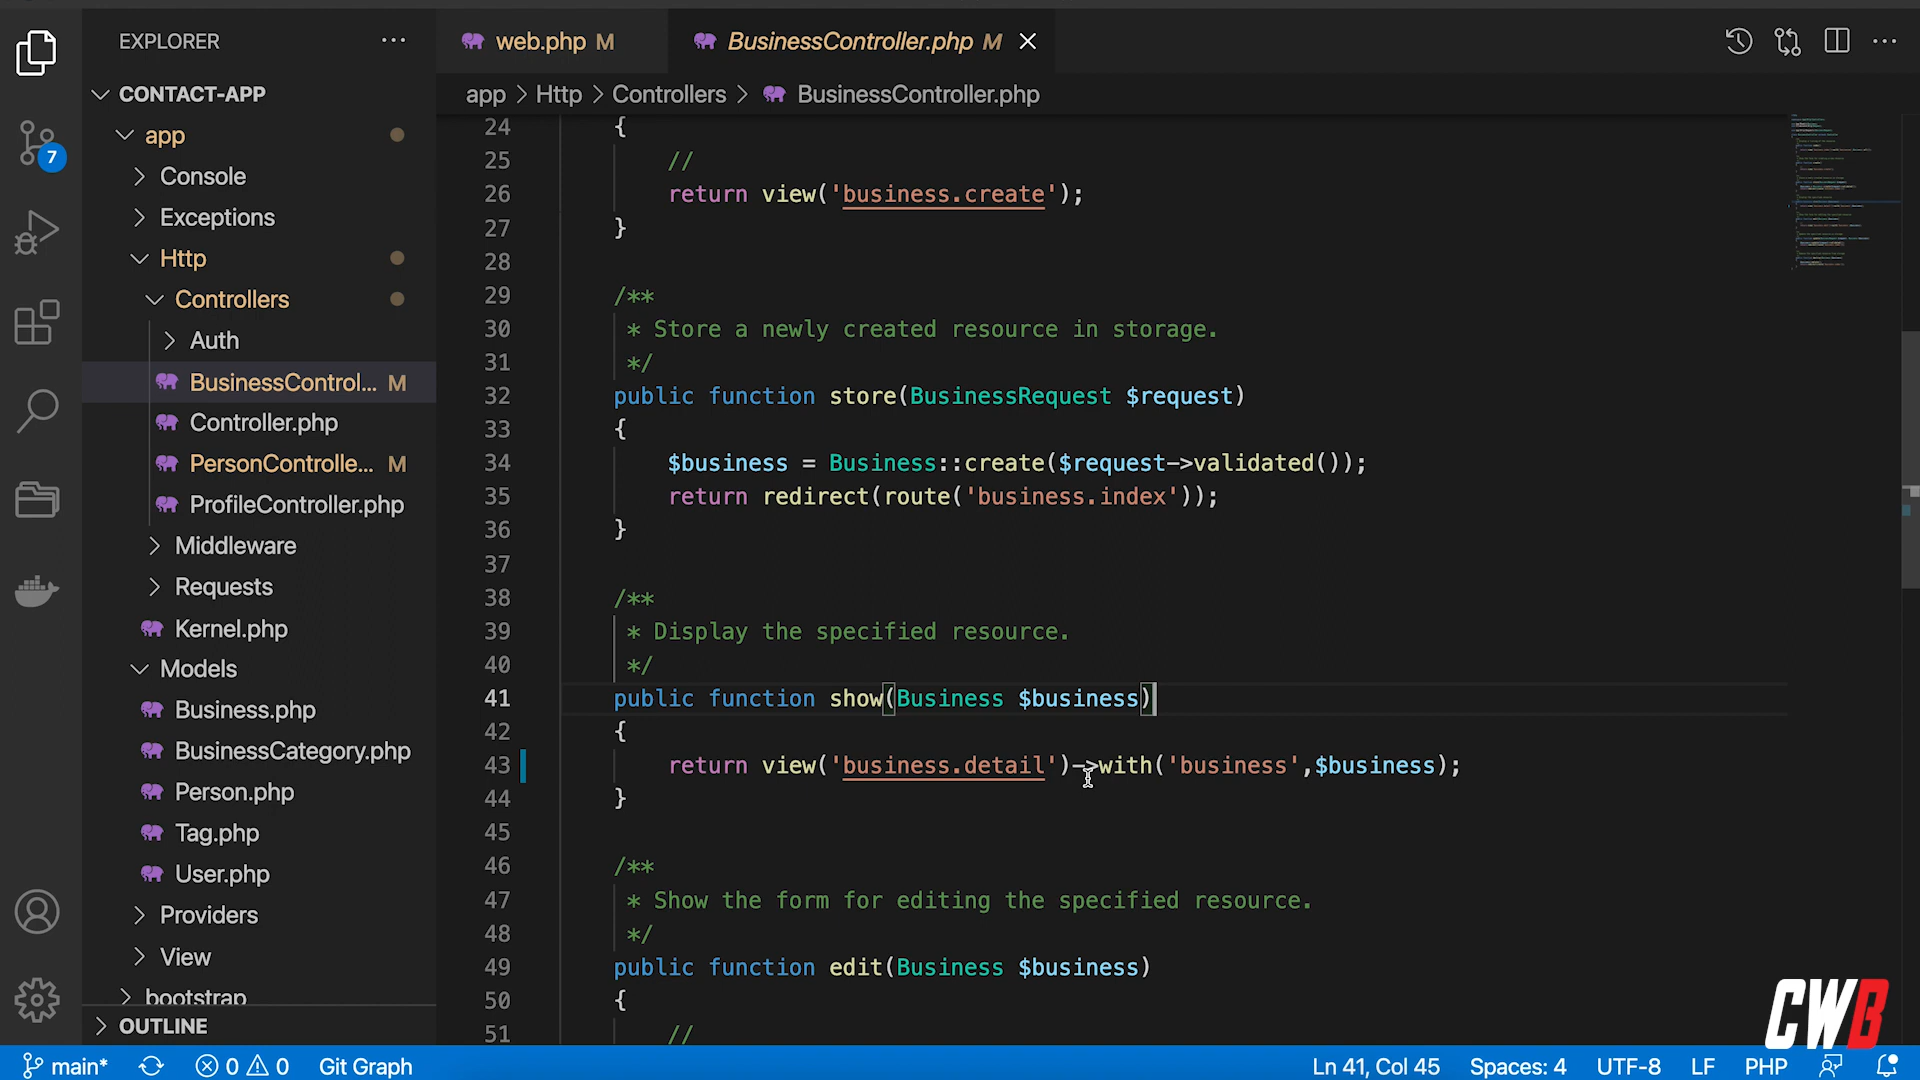 EXPLORER
CONTACT-APP
app
Console
Exceptions
Http
Controllers
Auth
BusinessControl... M
Controller.php
PersonControlle... M
ProfileController.php
Middleware
Requests
Kernel.php
Models
Business.php
BusinessCategory.php
Person.php
Tag.php
User.php
Providers
View
bootstrap
OUTLINE
7
web.php M
BusinessController.php M
app > Http > Controllers > BusinessController.php
24 {
25 //
26 return view('business.create');
27 }
28
29 /**
30 * Store a newly created resource in storage.
31 */
32 public function store(BusinessRequest $request)
33 {
34 $business = Business::create($request->validated());
35 return redirect(route('business.index'));
36 }
37
38 /**
39 * Display the specified resource.
40 */
41 public function show(Business $business)
42 {
43 return view('business.detail')->with('business',$business);
44 }
45
46 /**
47 * Show the form for editing the specified resource.
48 */
49 public function edit(Business $business)
50 {
51 //
CWB
main* 0 0 Git Graph Ln 41, Col 45 Spaces: 4 UTF-8 LF PHP